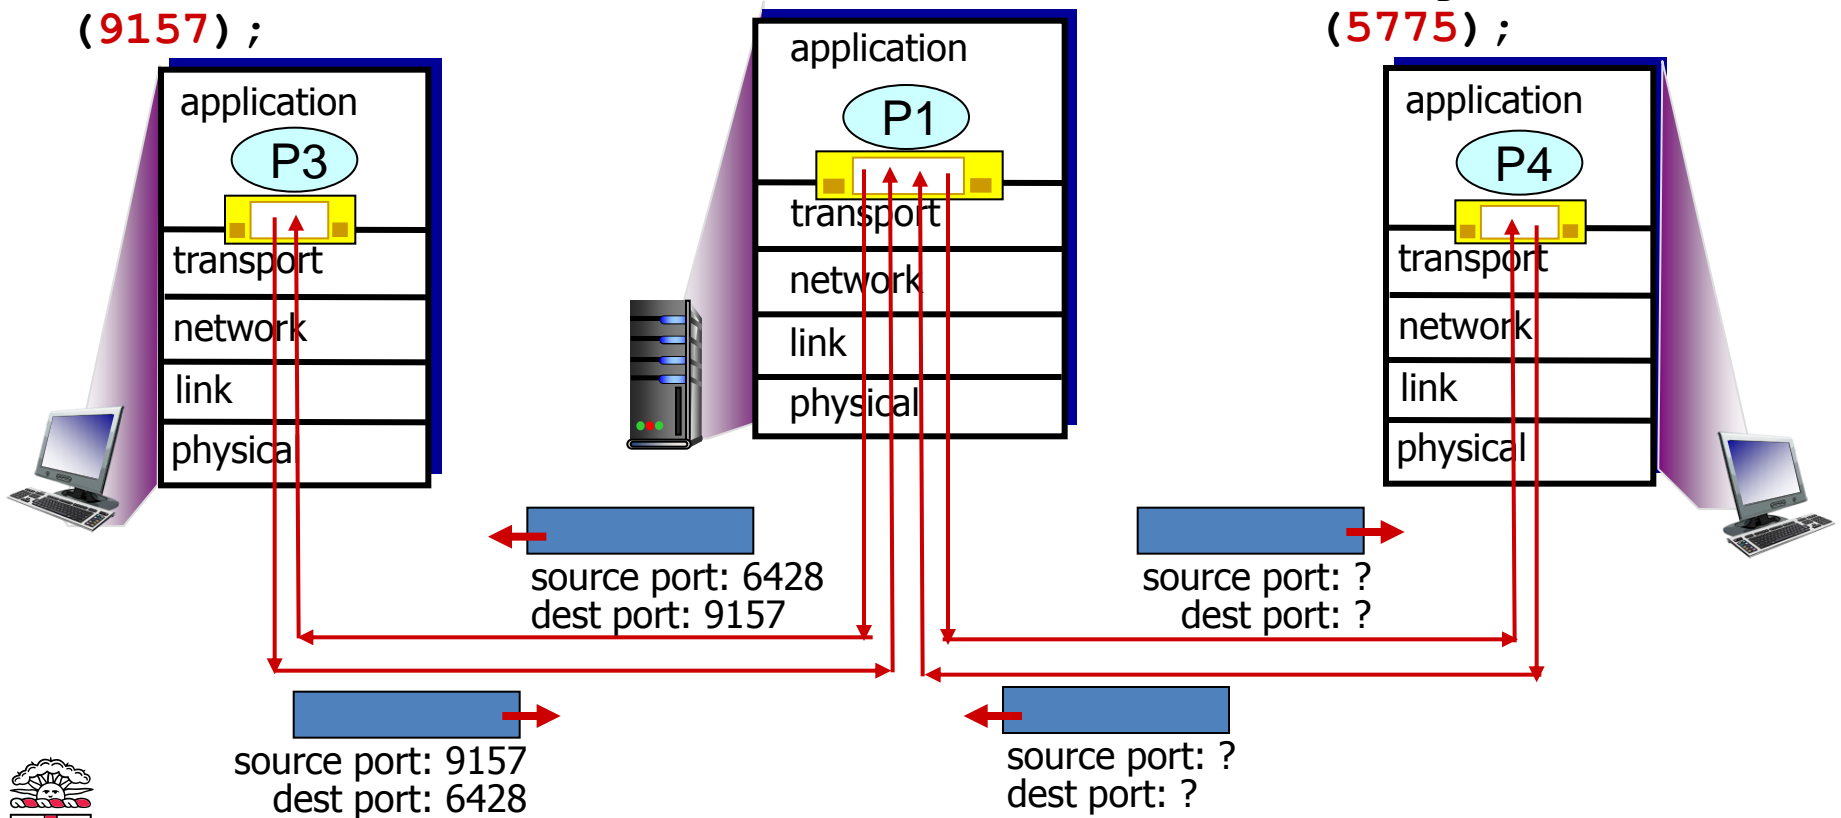 (9157);
(5775);
application
P3
transport
network
link
physical
application
P1
transport
network
link
physical
application
P4
transport
network
link
physical
source port: 6428
dest port: 9157
source port: ?
dest port: ?
source port: 9157
dest port: 6428
source port: ?
dest port: ?